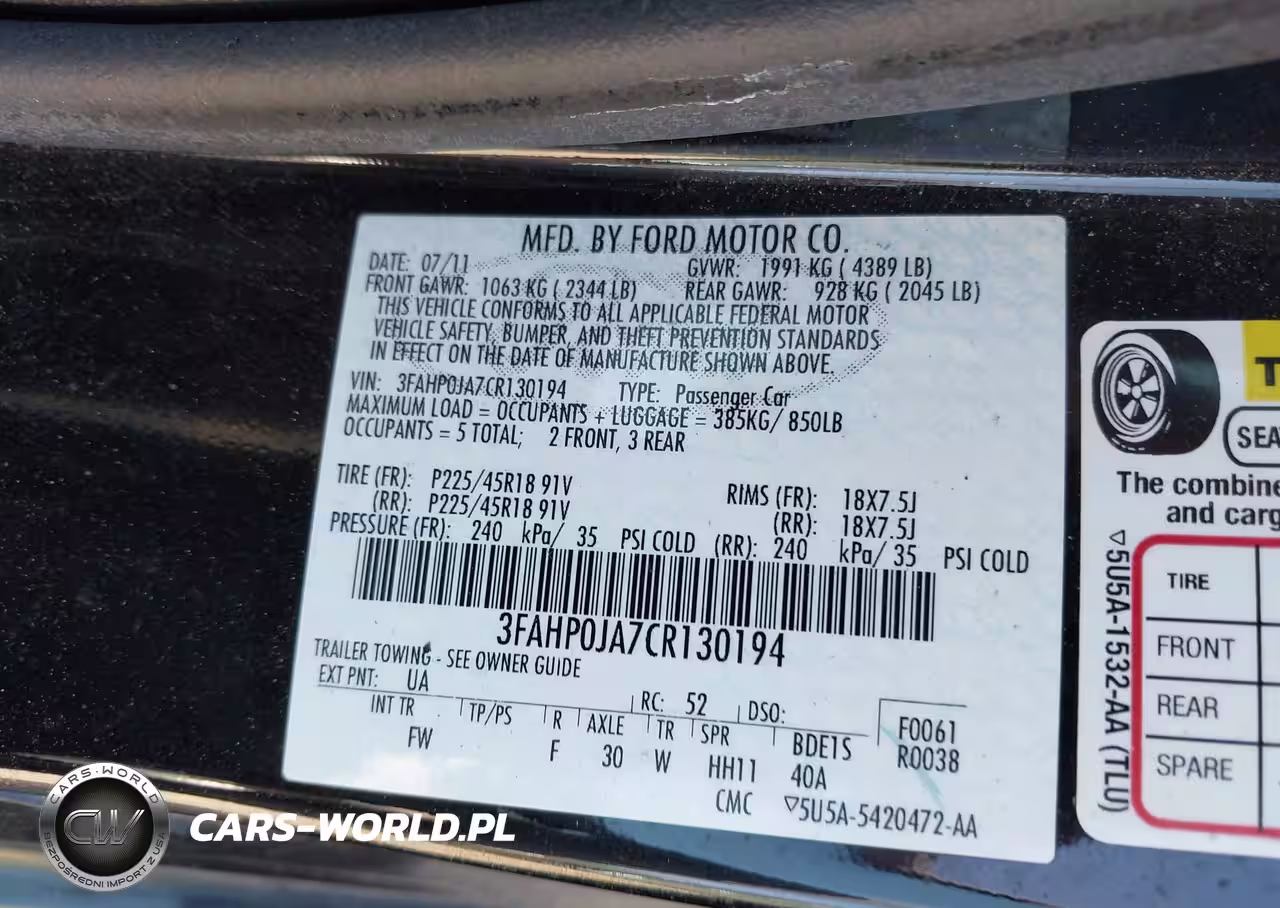 MFD. BY FORD MOTOR CO.
DATE: 07/11 GVWR: 1991 KG ( 4389 LB)
FRONT GAWR: 1063 KG ( 2344 LB) REAR GAWR: 928 KG ( 2045 LB)
THIS VEHICLE CONFORMS TO ALL APPLICABLE FEDERAL MOTOR
VEHICLE SAFETY, BUMPER, AND THEFT PREVENTION STANDARDS
IN EFFECT ON THE DATE OF MANUFACTURE SHOWN ABOVE.
VIN: 3FAHP0JA7CR130194 TYPE: Passenger Car
MAXIMUM LOAD = OCCUPANTS + LUGGAGE = 385KG/ 850LB
OCCUPANTS = 5 TOTAL; 2 FRONT, 3 REAR
TIRE (FR): P225/45R18 91V RIMS (FR): 18X7.5J
(RR): P225/45R18 91V (RR): 18X7.5J
PRESSURE (FR): 240 kPa/ 35 PSI COLD (RR): 240 kPa/ 35 PSI COLD
3FAHP0JA7CR130194
TRAILER TOWING - SEE OWNER GUIDE
EXT PNT: UA RC: 52 DSO:
INT TR TP/PS R AXLE TR SPR BDE1S F0061
FW F 30 W HH11 40A R0038
CMC ▽5U5A-5420472-AA
T
SEA
The combine
and carg
▽5U5A-1532-AA (TLU)
TIRE
FRONT
REAR
SPARE
CARS-WORLD
CW
BEZPOŚREDNI IMPORT Z USA
CARS-WORLD.PL